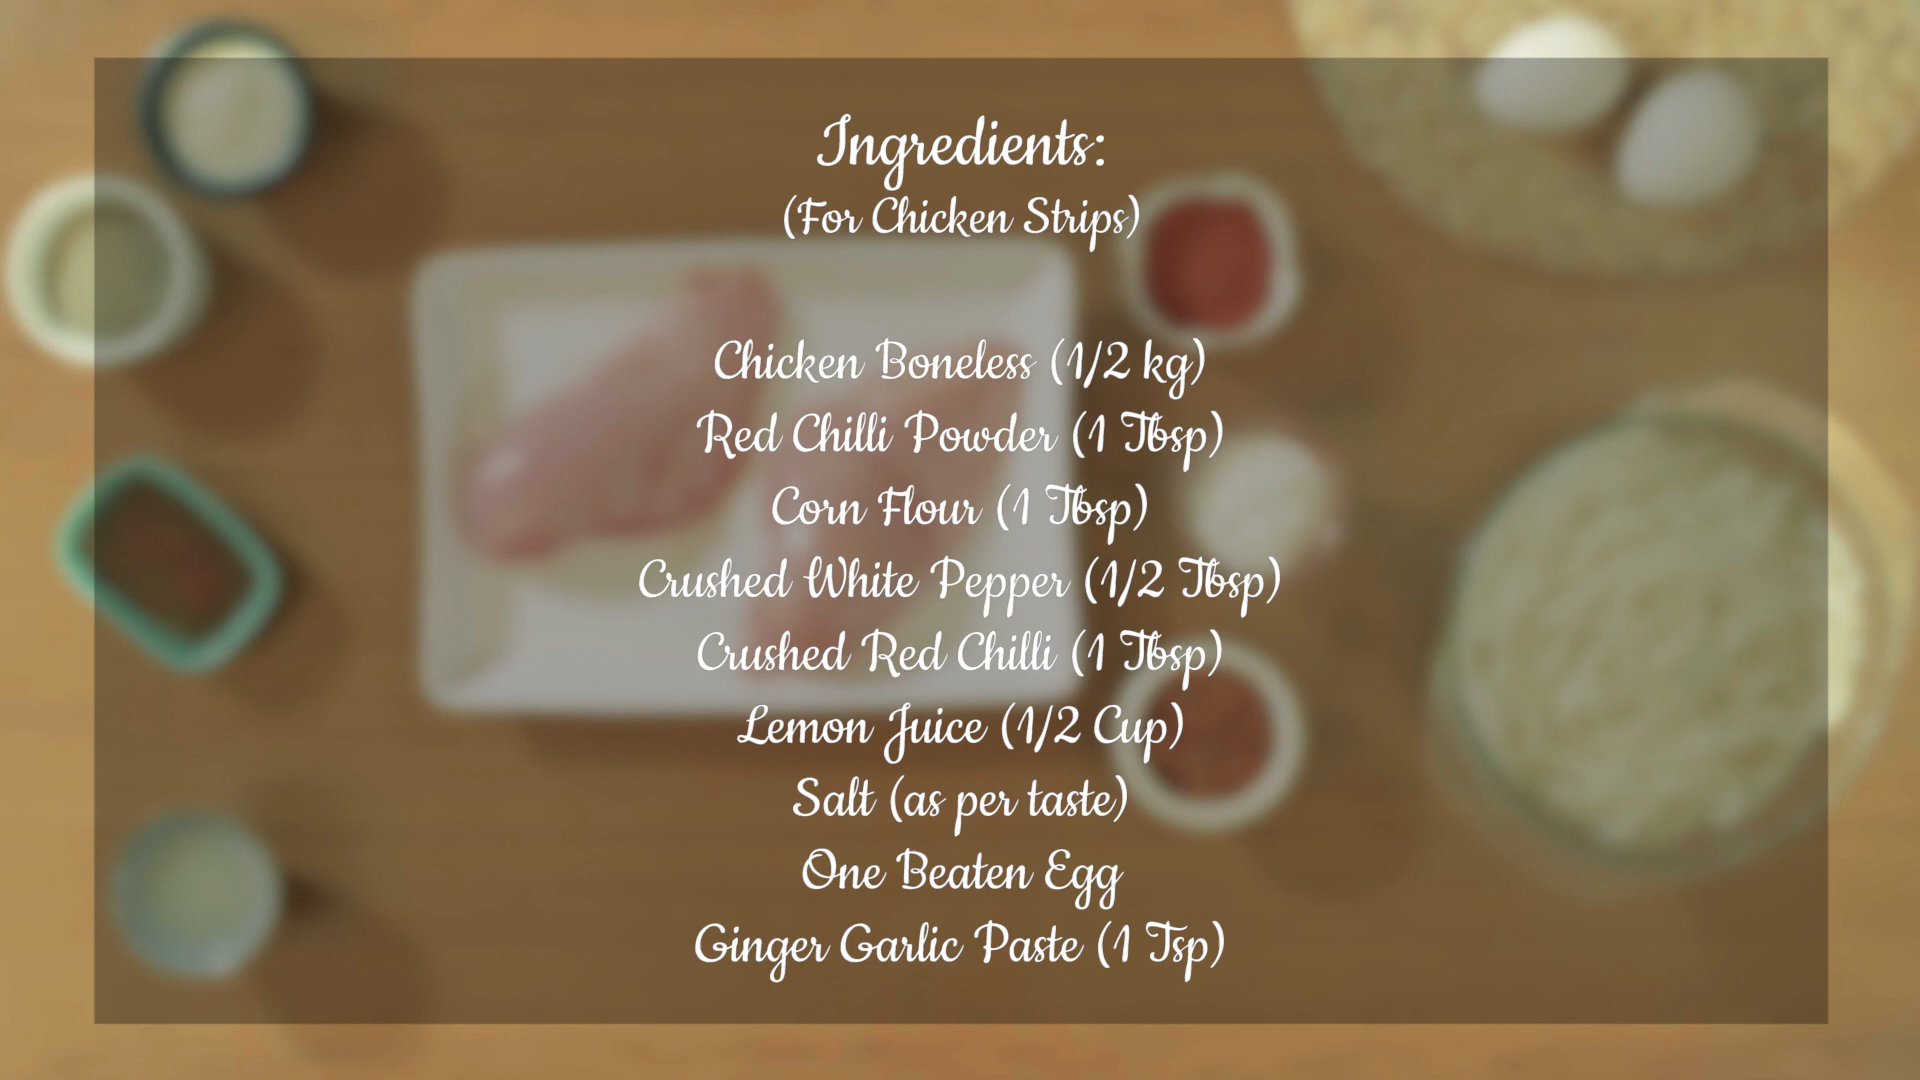 Ingredients:
(For Chicken Strips)
Chicken Boneless (1/2 kg)
Red Chilli Powder (1 Tbsp)
Corn Flour (1 Tbsp)
Crushed White Pepper (1/2 Tbsp)
Crushed Red Chilli (1 Tbsp)
Lemon Juice (1/2 Cup)
Salt (as per taste)
One Beaten Egg
Ginger Garlic Paste (1 Tsp)